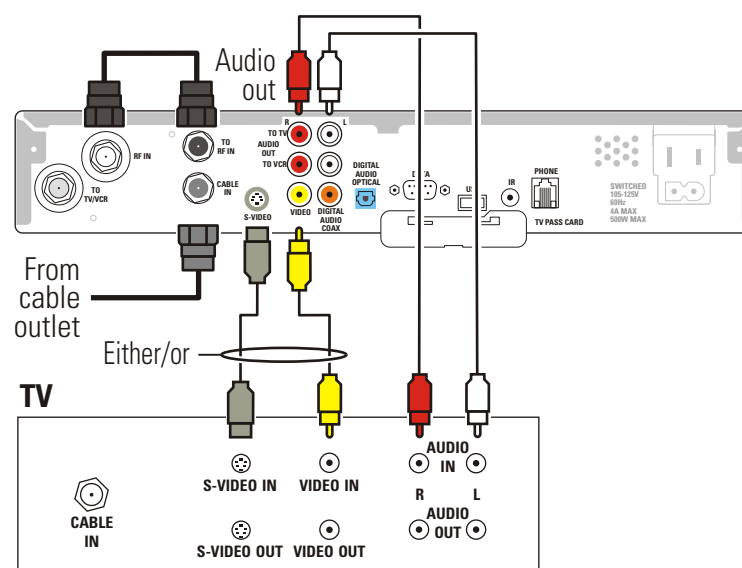 Audio
out
R
L
TO TV
AUDIO
OUT
TO VCR
RF IN
TO
RF IN
TO
TV/VCR
CABLE
IN
S-VIDEO
VIDEO
DIGITAL
AUDIO
COAX
DIGITAL
AUDIO
OPTICAL
DATA
IR
PHONE
TV PASS CARD
SWITCHED
105-125V
60Hz
4A MAX
500W MAX
From
cable
outlet
Either/or
TV
CABLE
IN
S-VIDEO IN
VIDEO IN
AUDIO
IN
R
L
AUDIO
OUT
S-VIDEO OUT
VIDEO OUT